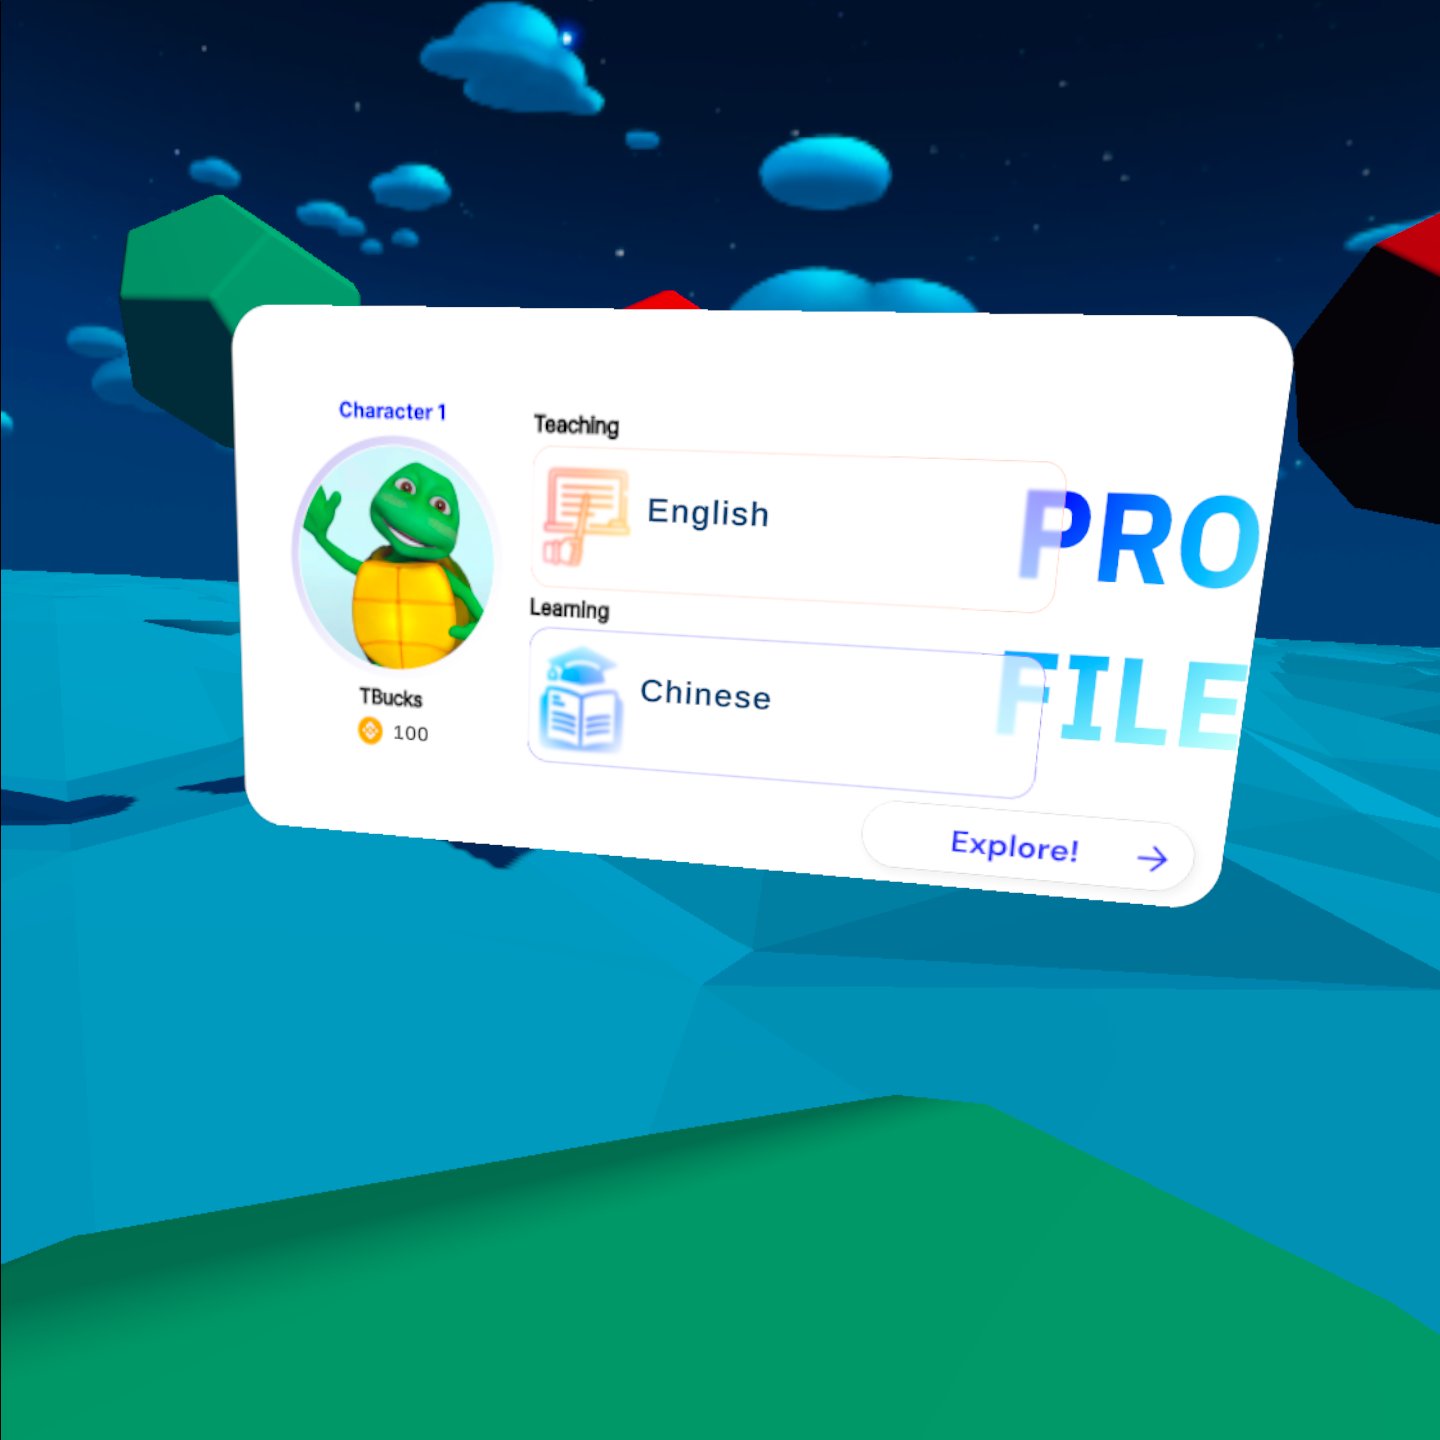 Character 1
TBucks
100
Teaching
English
Learning
Chinese
PRO
FILE
Explore!